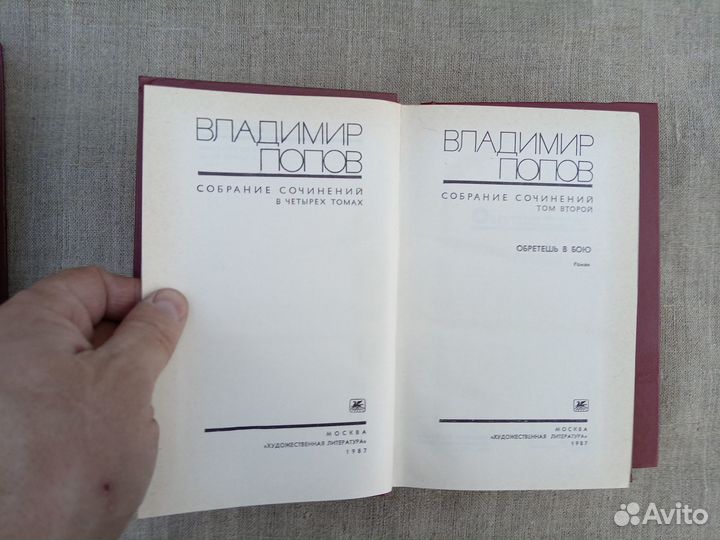 ВЛАДИМИР
ПОПОВ
СОБРАНИЕ СОЧИНЕНИЙ
В ЧЕТЫРЕХ ТОМАХ
МОСКВА
«ХУДОЖЕСТВЕННАЯ ЛИТЕРАТУРА»
1987
ВЛАДИМИР
ПОПОВ
СОБРАНИЕ СОЧИНЕНИЙ
ТОМ ВТОРОЙ
ОБРЕТЕШЬ В БОЮ
Роман
МОСКВА
«ХУДОЖЕСТВЕННАЯ ЛИТЕРАТУРА»
1987
Avito